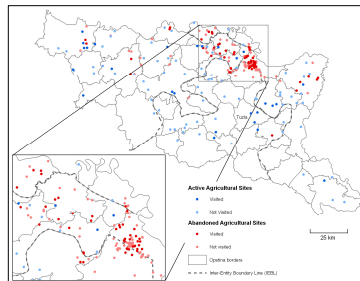 Tuzla
Active Agricultural Sites
Visited
Not Visited
Abandoned Agricultural Sites
Visited
Not visited
Opstina borders
Inter-Entity Boundary Line (IEBL)
25 km